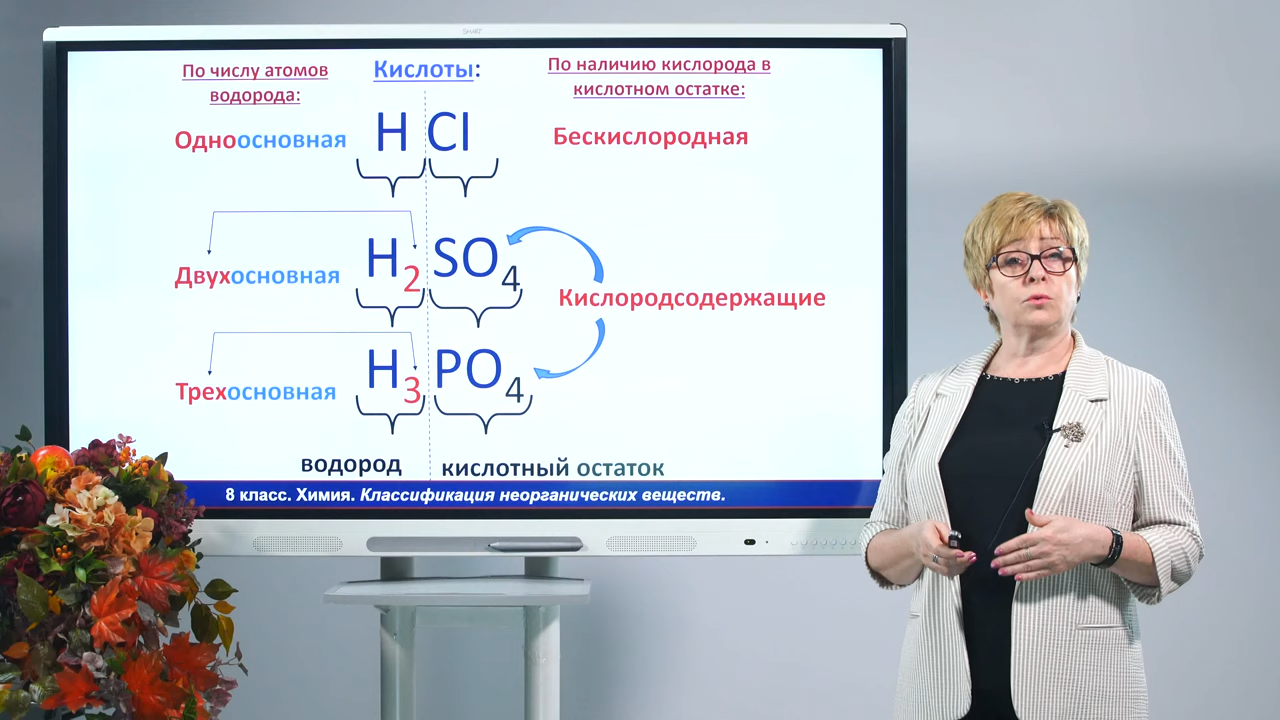 SMART
По числу атомов
водорода:
Кислоты:
По наличию кислорода в
кислотном остатке:
Одноосновная
H Cl
Бескислородная
Двухосновная
H2 SO4
Кислородсодержащие
Трехосновная
H3 PO4
водород
кислотный остаток
8 класс. Химия. Классификация неорганических веществ.